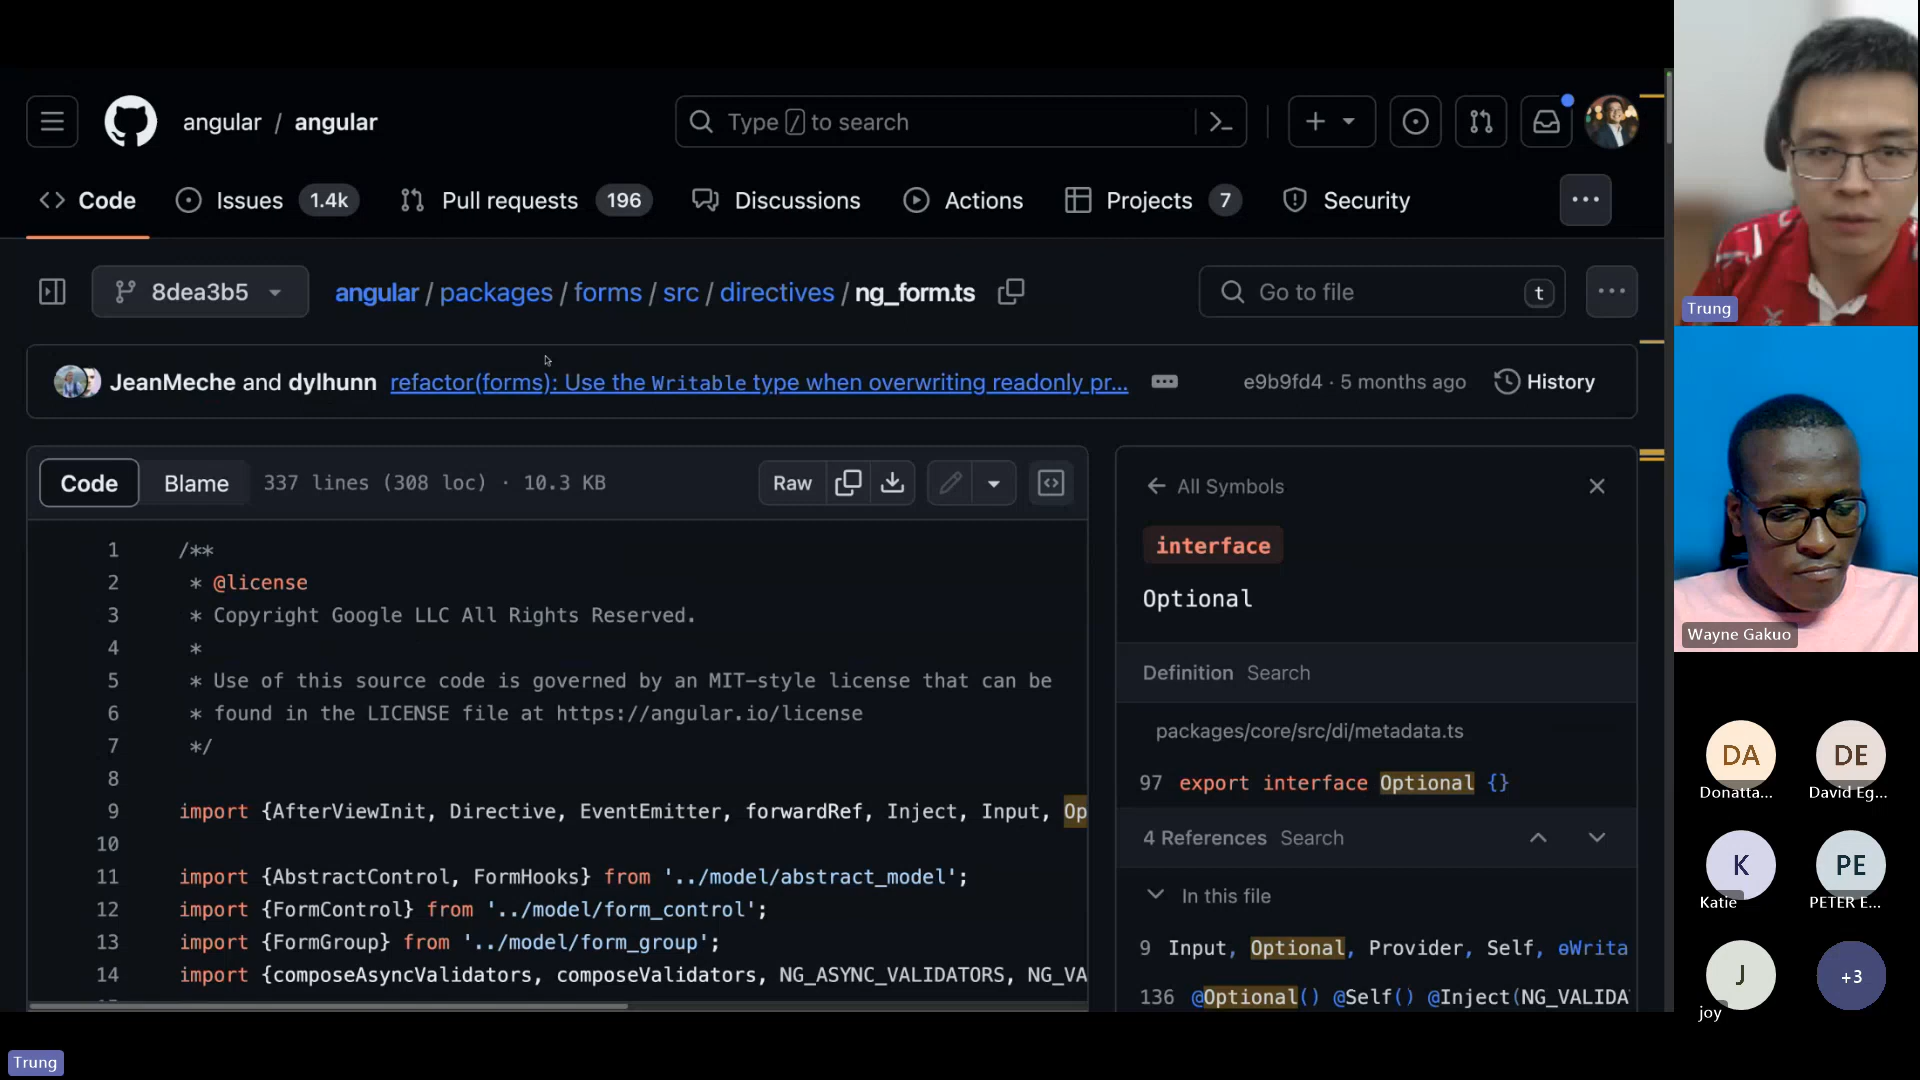 angular / angular
Type / to search
Code
Issues 1.4k
Pull requests 196
Discussions
Actions
Projects 7
Security
8dea3b5
angular / packages / forms / src / directives / ng_form.ts
Go to file
t
JeanMeche and dylhunn refactor(forms): Use the Writable type when overwriting readonly pr...
e9b9fd4 · 5 months ago
History
Code
Blame
337 lines (308 loc) · 10.3 KB
Raw
1 /**
2 * @license
3 * Copyright Google LLC All Rights Reserved.
4 *
5 * Use of this source code is governed by an MIT-style license that can be
6 * found in the LICENSE file at https://angular.io/license
7 */
8
9 import {AfterViewInit, Directive, EventEmitter, forwardRef, Inject, Input, Op
10
11 import {AbstractControl, FormHooks} from '../model/abstract_model';
12 import {FormControl} from '../model/form_control';
13 import {FormGroup} from '../model/form_group';
14 import {composeAsyncValidators, composeValidators, NG_ASYNC_VALIDATORS, NG_VA
All Symbols
interface
Optional
Definition Search
packages/core/src/di/metadata.ts
97 export interface Optional {}
4 References Search
In this file
9 Input, Optional, Provider, Self, ɵWrita
136 @Optional() @Self() @Inject(NG_VALIDA
Trung
Wayne Gakuo
DA
Donatta...
DE
David Eg...
K
Katie
PE
PETER E...
J
joy
+3
Trung